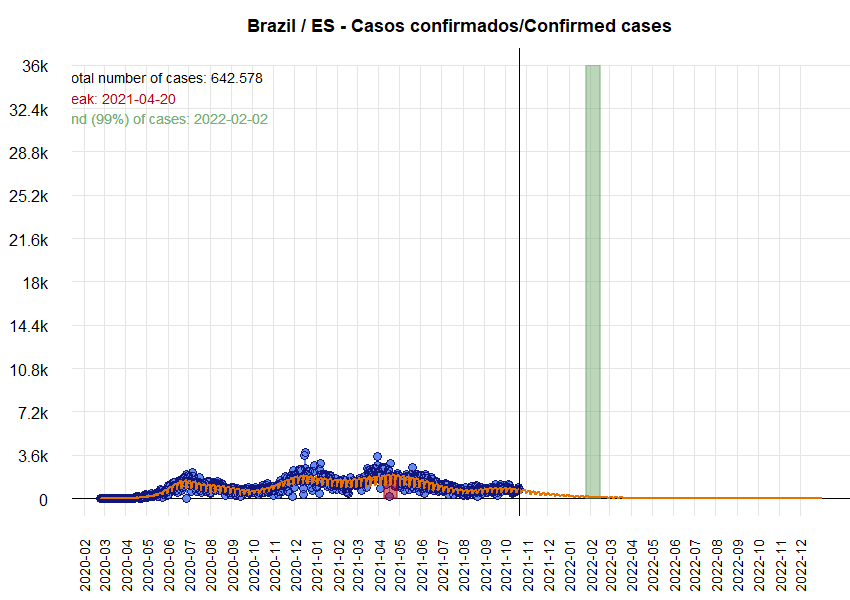 Brazil / ES - Casos confirmados/Confirmed cases
36k
otal number of cases: 642.578
eak: 2021-04-20
nd (99%) of cases: 2022-02-02
32.4k
28.8k
25.2k
21.6k
18k
14.4k
10.8k
7.2k
3.6k
0
2020-02
2020-03
2020-04
2020-05
2020-06
2020-07
2020-08
2020-09
2020-10
2020-11
2020-12
2021-01
2021-02
2021-03
2021-04
2021-05
2021-06
2021-07
2021-08
2021-09
2021-10
2021-11
2021-12
2022-01
2022-02
2022-03
2022-04
2022-05
2022-06
2022-07
2022-08
2022-09
2022-10
2022-11
2022-12